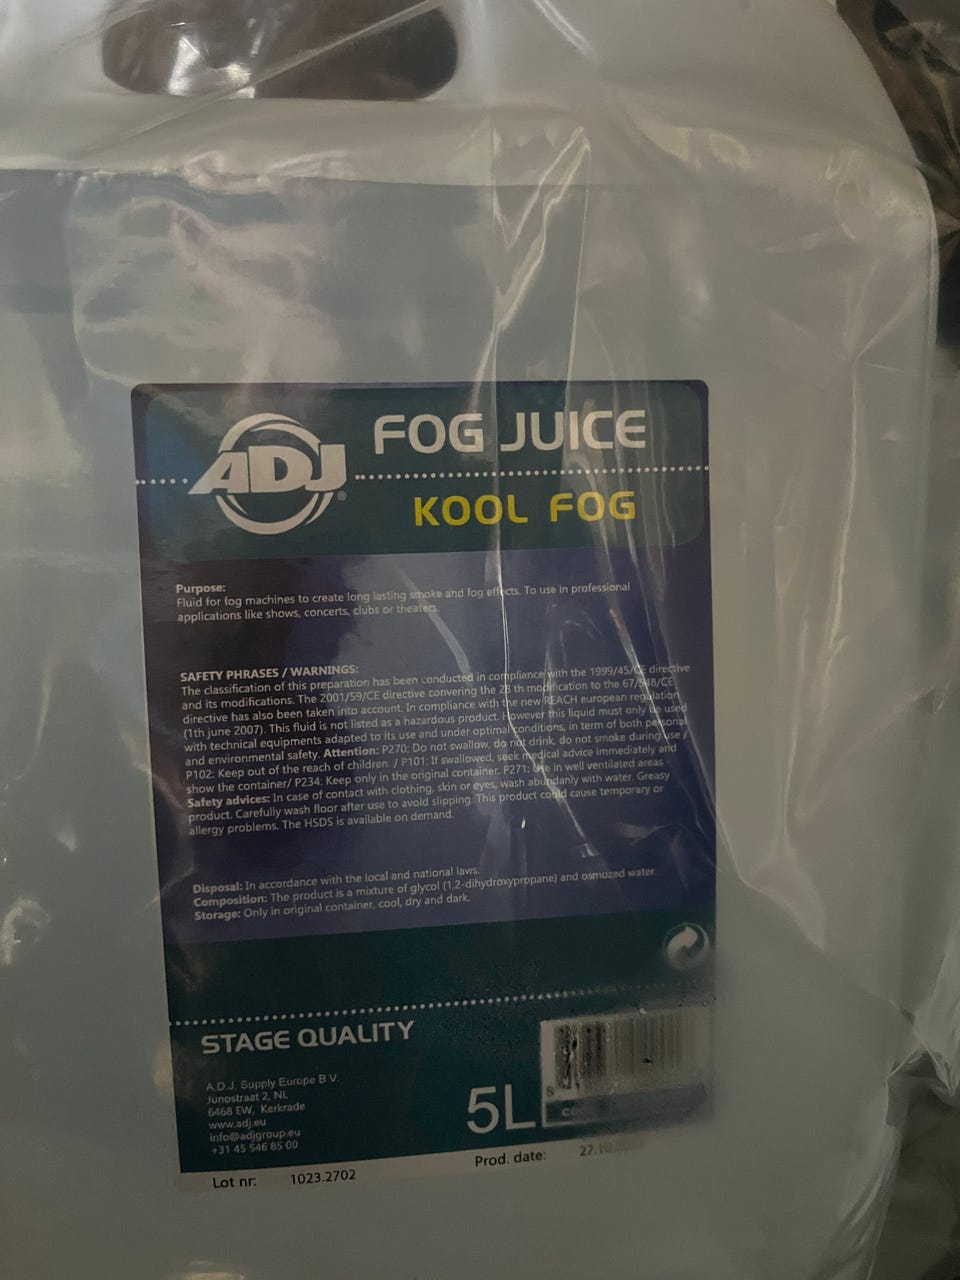 FOG JUICE
ADJ®
KOOL FOG
Purpose:
Fluid for fog machines to create long lasting smoke and fog effects. To use in professional
applications like shows, concerts, clubs or theaters.
SAFETY PHRASES / WARNINGS:
The classification of this preparation has been conducted in compliance with the 1999/45/CE directive
and its modifications. The 2001/59/CE directive convering the 28 th modification to the 67/548/CE
directive has also been taken into account. In compliance with the new REACH european regulation
(1th june 2007). This fluid is not listed as a hazardous product. However this liquid must only be used
with technical equipments adapted to its use and under optimal conditions, in term of both personal
and environmental safety. Attention: P270: Do not swallow, do not drink, do not smoke during use /
P102: Keep out of the reach of children. / P101: If swallowed, seek medical advice immediately and
show the container/ P234: Keep only in the original container. P271: Use in well ventilated areas -
Safety advices: In case of contact with clothing, skin or eyes, wash abundanly with water. Greasy
product. Carefully wash floor after use to avoid slipping. This product could cause temporary or
allergy problems. The HSDS is available on demand.
Disposal: In accordance with the local and national laws.
Composition: The product is a mixture of glycol (1,2-dihydroxypropane) and osmozed water.
Storage: Only in original container, cool, dry and dark.
STAGE QUALITY
A.D.J. Supply Europe B.V.
Junostraat 2, NL
6468 EW, Kerkrade
www.adj.eu
info@adjgroup.eu
+31 45 546 85 00
5L
Lot nr: 1023.2702
Prod. date: 27.10